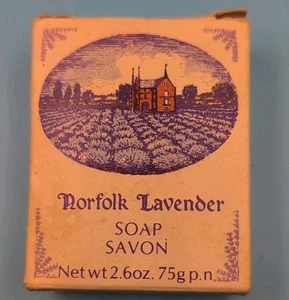 Norfolk Lavender
SOAP
SAVON
Net wt 2.6oz. 75g p.n.